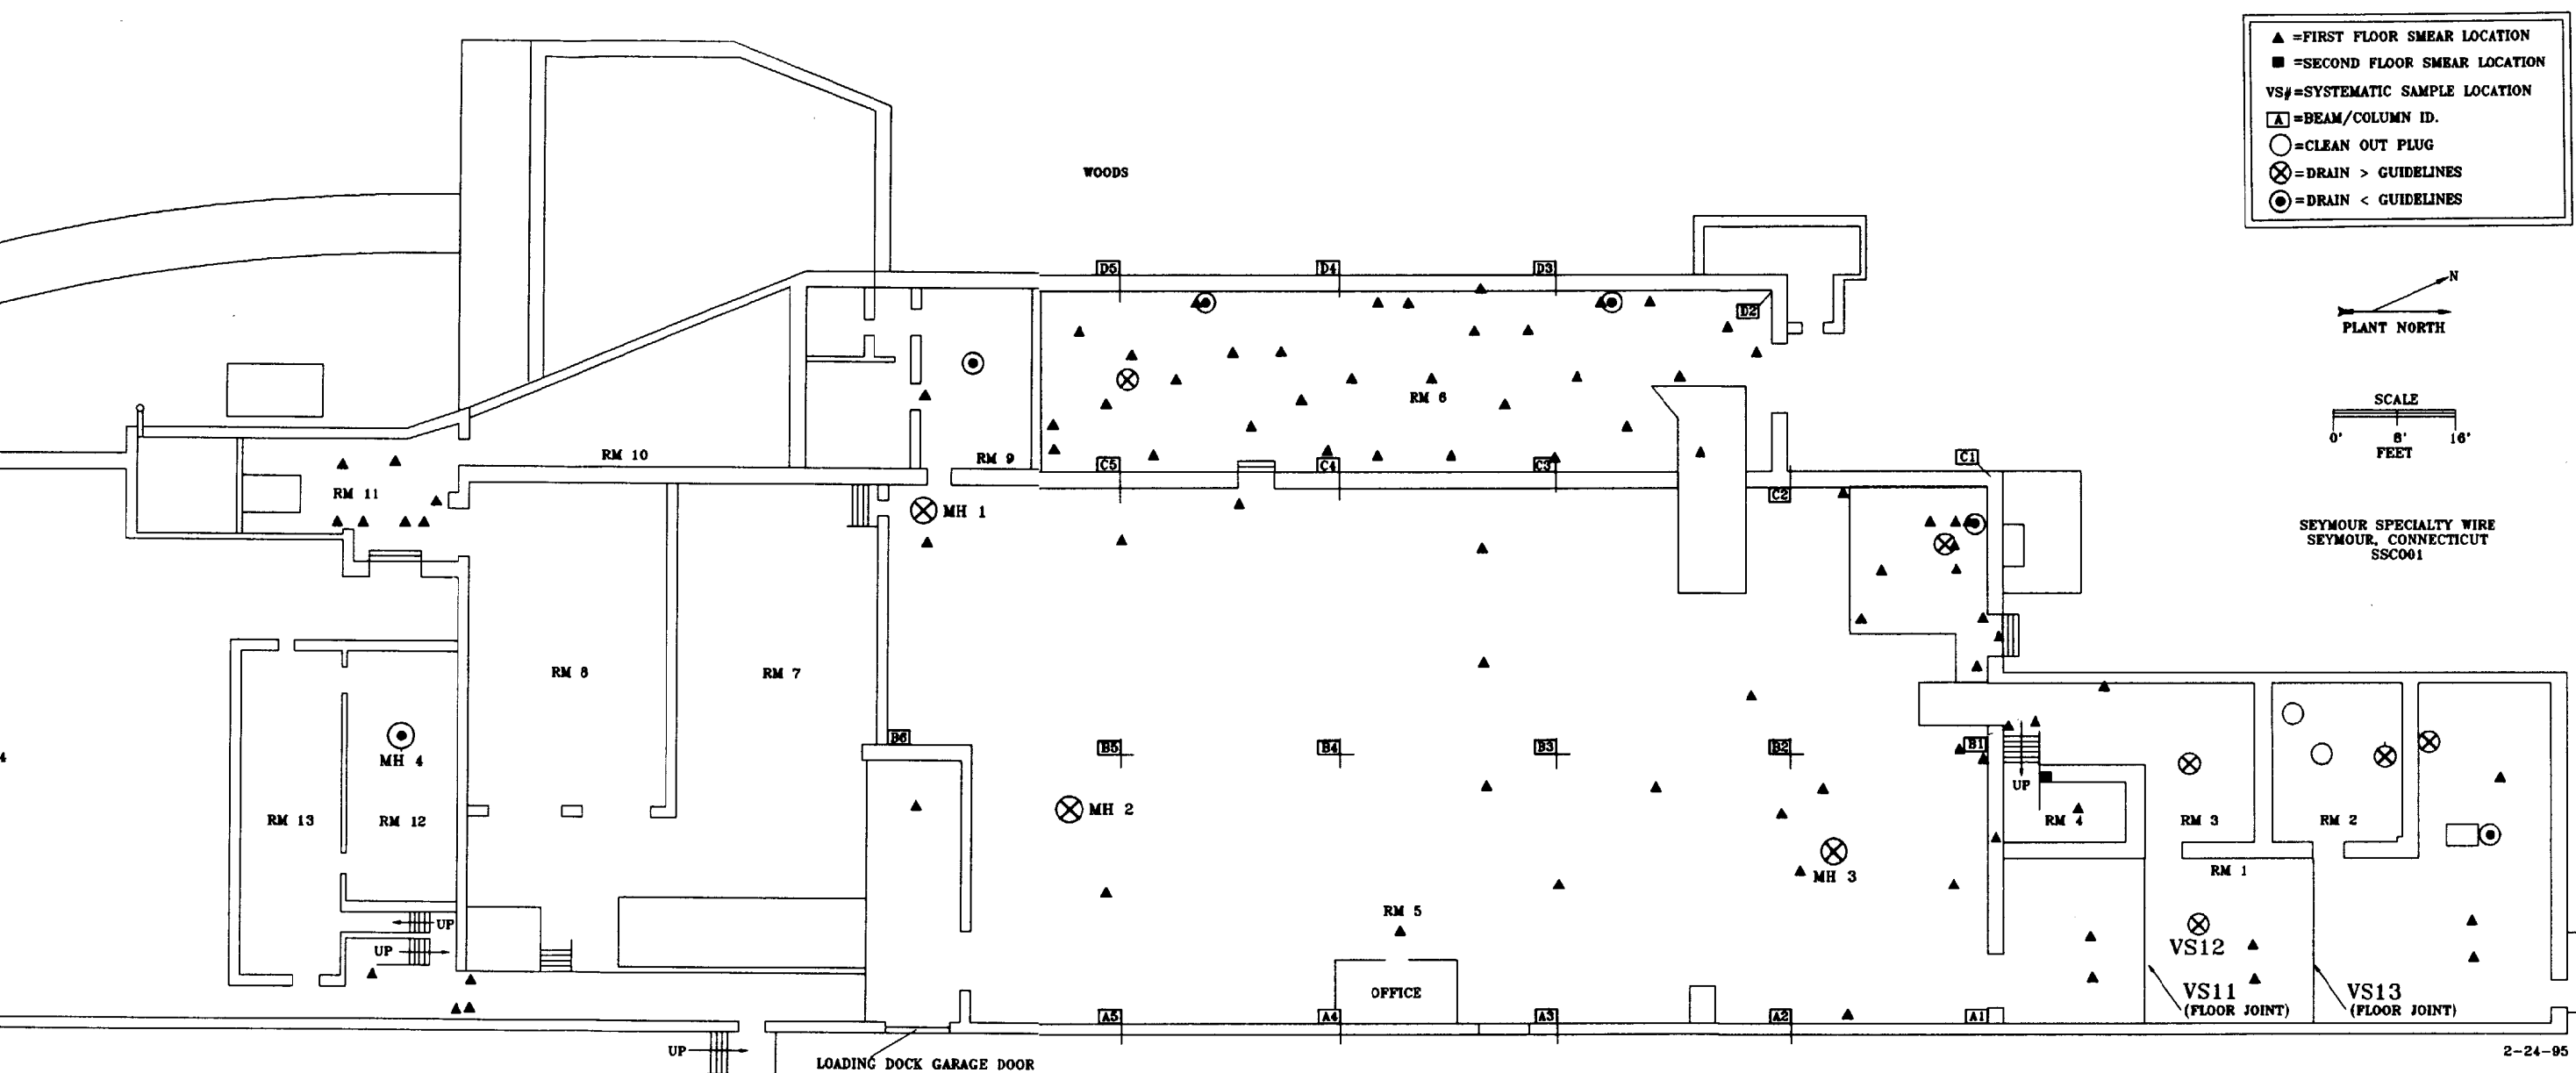 ▲ =FIRST FLOOR SMEAR LOCATION
■ =SECOND FLOOR SMEAR LOCATION
VS#=SYSTEMATIC SAMPLE LOCATION
A =BEAM/COLUMN ID.
=CLEAN OUT PLUG
=DRAIN > GUIDELINES
=DRAIN < GUIDELINES
WOODS
N
PLANT NORTH
SCALE
0' 8' 16'
FEET
SEYMOUR SPECIALTY WIRE
SEYMOUR, CONNECTICUT
SSC001
D5
D4
D3
D2
RM 6
RM 10
RM 9
C5
C4
C3
C2
C1
RM 11
MH 1
RM 8
RM 7
B6
B5
B4
B3
B2
B1
MH 4
4
MH 2
UP
RM 13
RM 12
RM 4
RM 3
RM 2
MH 3
RM 1
RM 5
UP
UP
VS12
OFFICE
VS11
(FLOOR JOINT)
VS13
(FLOOR JOINT)
A5
A4
A3
A2
A1
UP
LOADING DOCK GARAGE DOOR
2-24-95